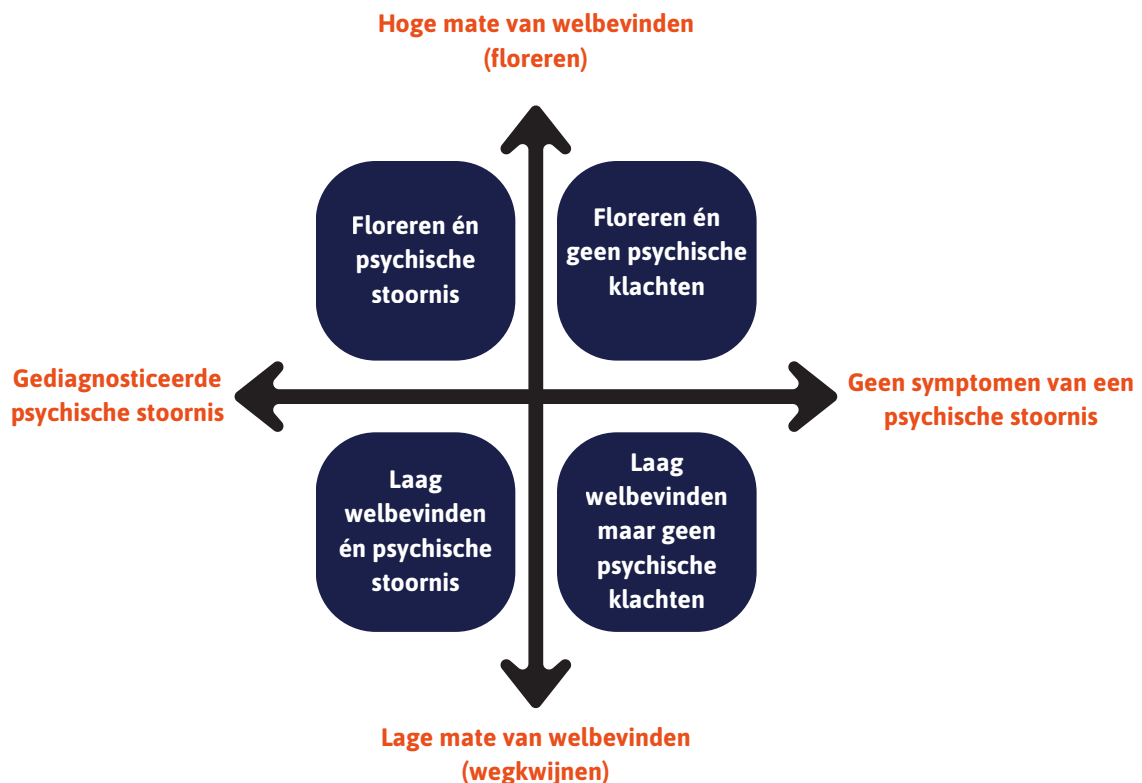 Hoge mate van welbevinden
(floreren)
Floreren én
psychische
stoornis
Floreren én
geen psychische
klachten
Gediagnosticeerde
psychische stoornis
Geen symptomen van een
psychische stoornis
Laag
welbevinden
én psychische
stoornis
Laag
welbevinden
maar geen
psychische
klachten
Lage mate van welbevinden
(wegkwijnen)